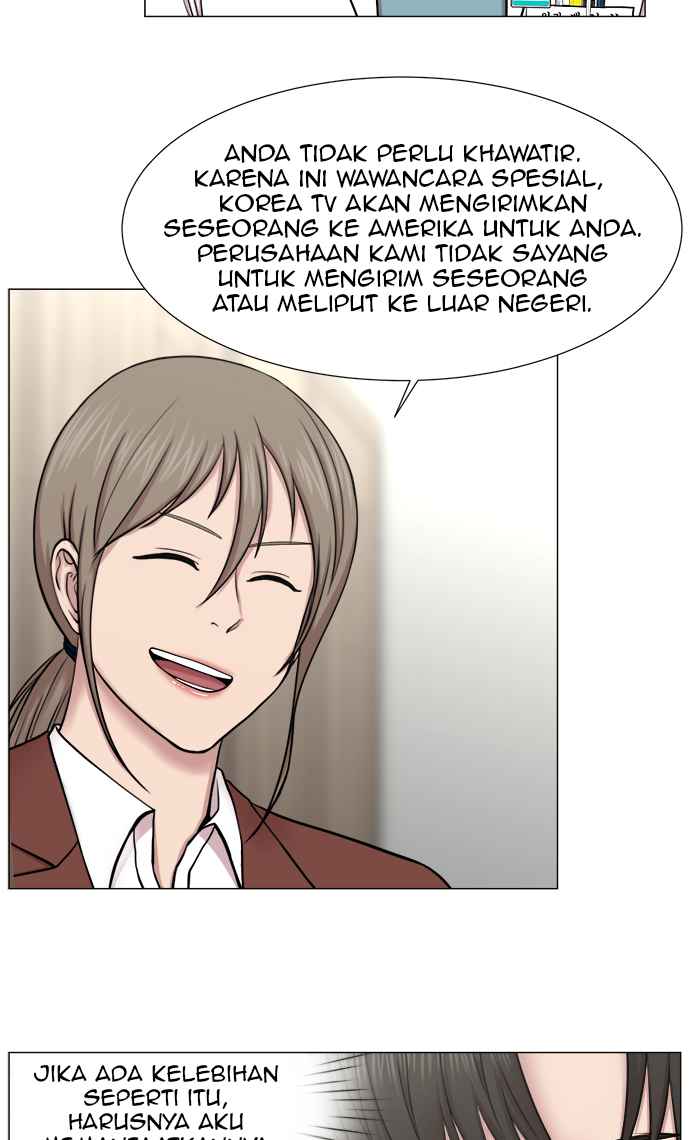 ANDA TIDAK PERLU KHAWATIR.
KARENA INI WAWANCARA SPESIAL,
KOREA TV AKAN MENGIRIMKAN
SESEORANG KE AMERIKA UNTUK ANDA.
PERUSAHAAN KAMI TIDAK SAYANG
UNTUK MENGIRIM SESEORANG
ATAU MELIPUT KE LUAR NEGERI.
JIKA ADA KELEBIHAN
SEPERTI ITU,
HARUSNYA AKU